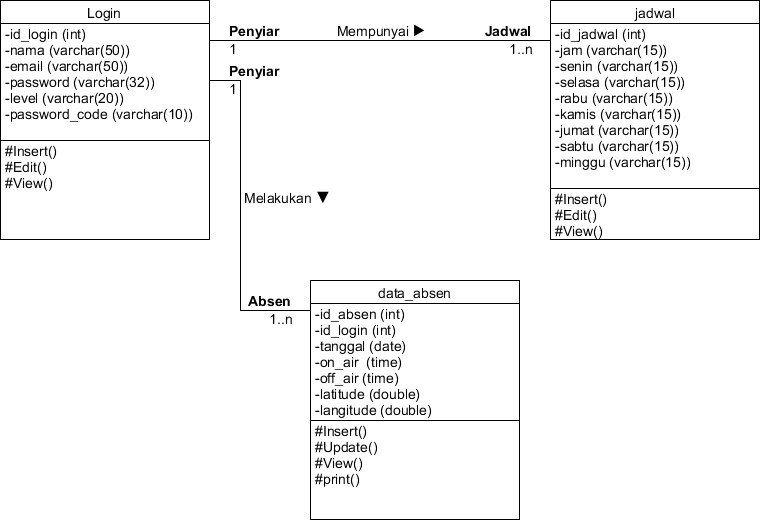 Login
-id_login (int)
-nama (varchar(50))
-email (varchar(50))
-password (varchar(32))
-level (varchar(20))
-password_code (varchar(10))
#Insert()
#Edit()
#View()
Penyiar
1
Mempunyai ▶
Jadwal
1..n
jadwal
-id_jadwal (int)
-jam (varchar(15))
-senin (varchar(15))
-selasa (varchar(15))
-rabu (varchar(15))
-kamis (varchar(15))
-jumat (varchar(15))
-sabtu (varchar(15))
-minggu (varchar(15))
#Insert()
#Edit()
#View()
Penyiar
1
Melakukan ▼
Absen
1..n
data_absen
-id_absen (int)
-id_login (int)
-tanggal (date)
-on_air  (time)
-off_air (time)
-latitude (double)
-langitude (double)
#Insert()
#Update()
#View()
#print()